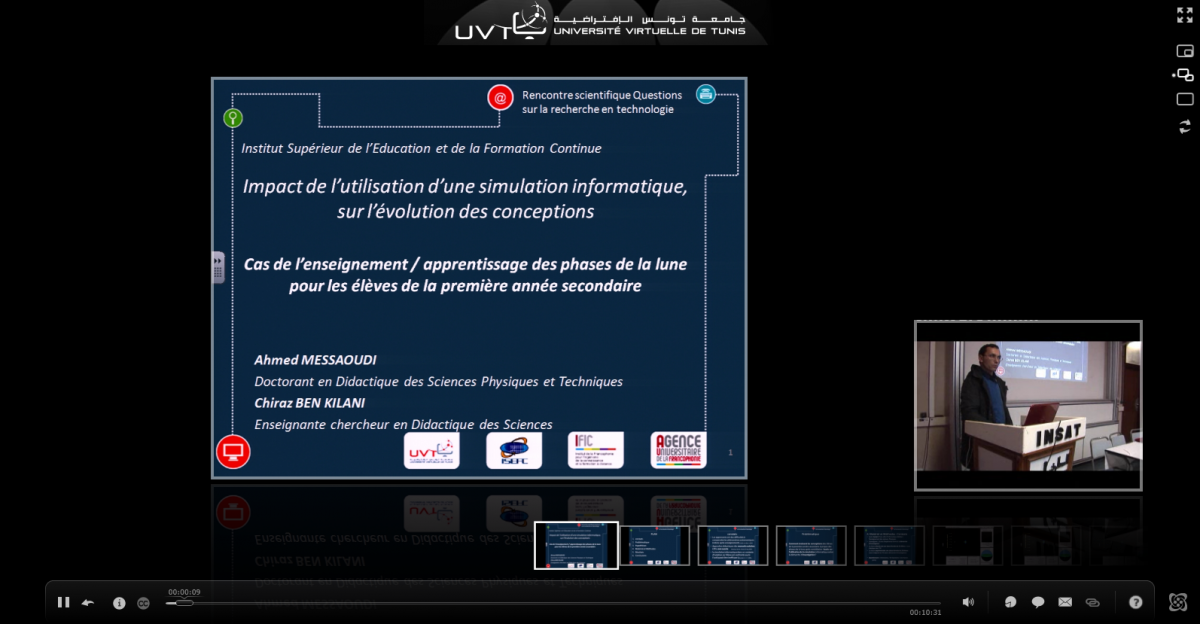 UVT
جامعة تونس الافتراضية
UNIVERSITÉ VIRTUELLE DE TUNIS
Rencontre scientifique Questions
sur la recherche en technologie
Institut Supérieur de l'Education et de la Formation Continue
Impact de l'utilisation d'une simulation informatique,
sur l'évolution des conceptions
Cas de l'enseignement / apprentissage des phases de la lune
pour les élèves de la première année secondaire
Ahmed MESSAOUDI
Doctorant en Didactique des Sciences Physiques et Techniques
Chiraz BEN KILANI
Enseignante chercheur en Didactique des Sciences
UVT
ISEFC
IFIC
AGENCE
UNIVERSITAIRE
DE LA FRANCOPHONIE
1
INSAT
00:00:09
00:10:31